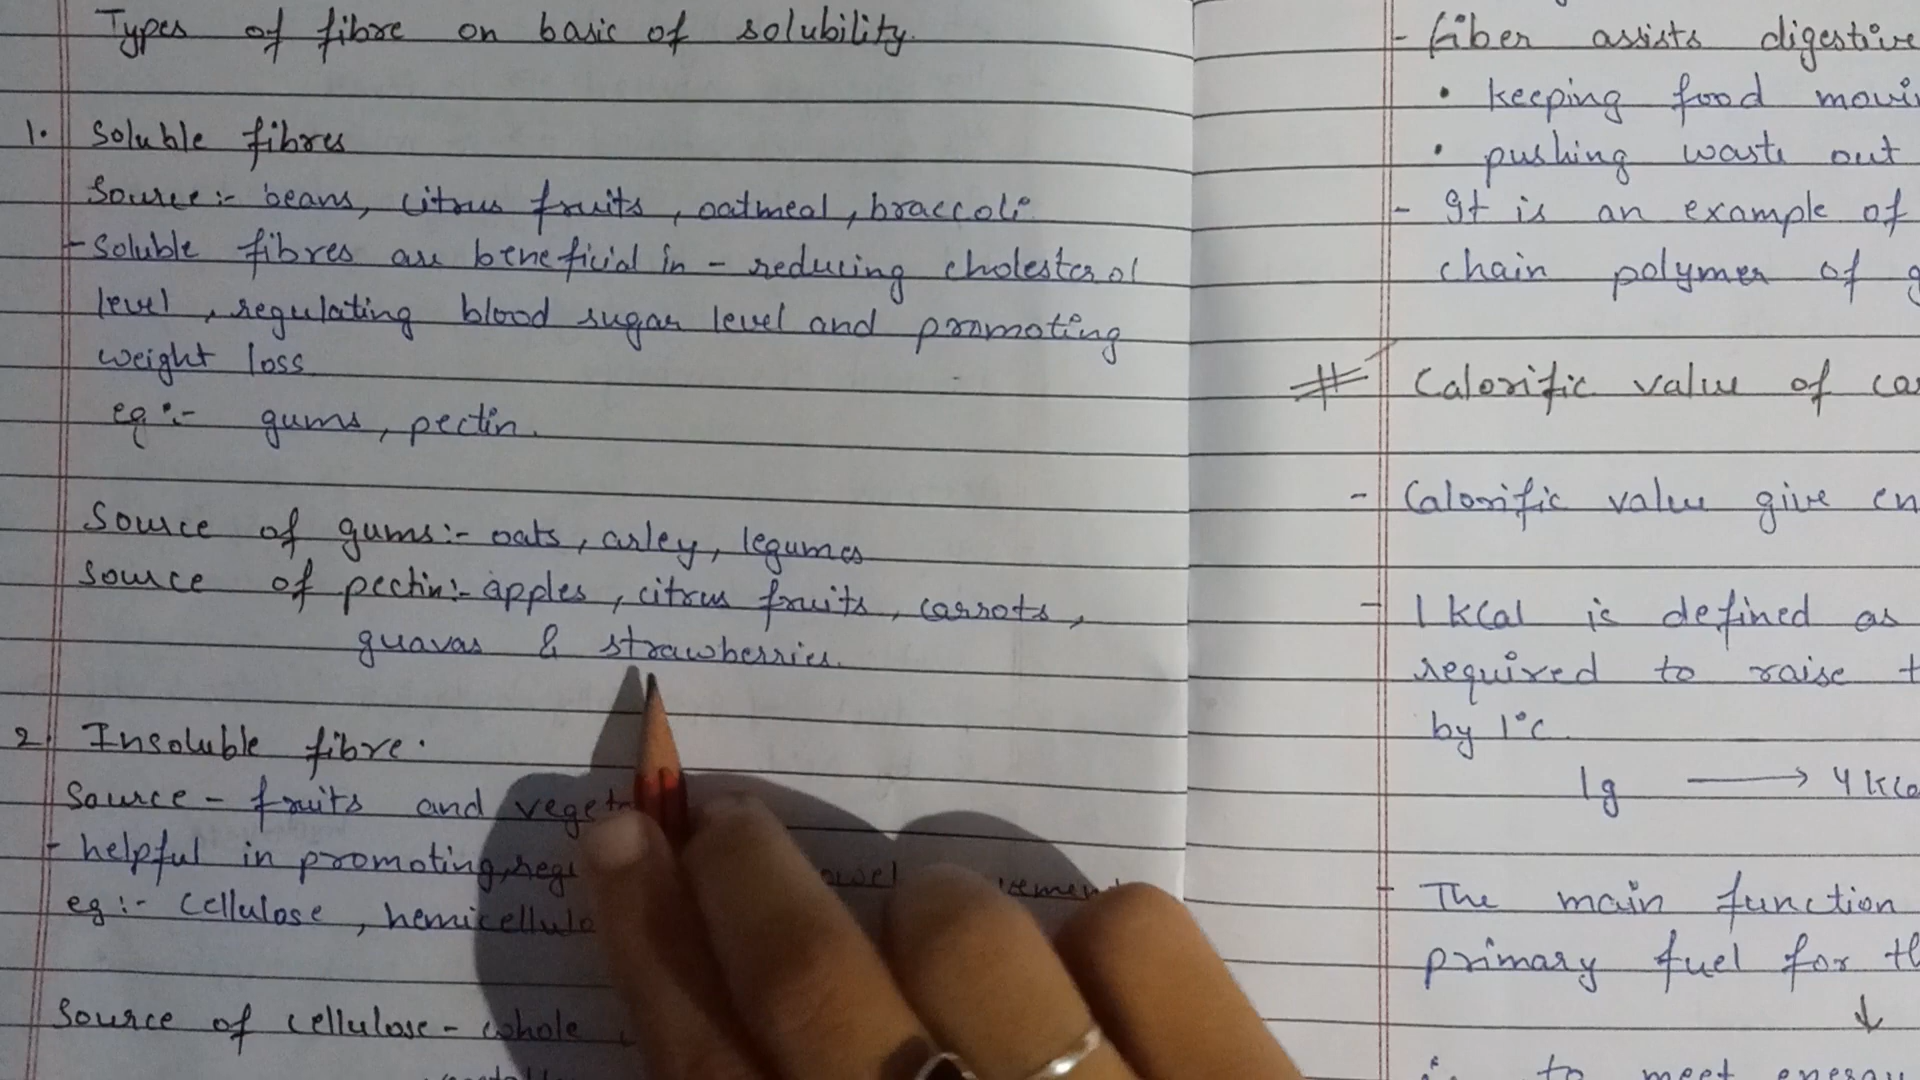 Types of fibre on basic of solubility.
1. Soluble fibres
Source:- beans, citrus fruits, oatmeal, braccoli
- Soluble fibres are beneficial in - reducing cholesterol
level, regulating blood sugar level and promoting
weight loss
eg:- gums, pectin.
Source of gums:- oats, arley, legumes
Source of pectin:- apples, citrus fruits, carrots,
guavas & strawberries.
2. Insoluble fibre.
Source - fruits and
- helpful in promoting,
eg:- cellulose,
Source of cellulose - whole
- fiber assists digestive
• keeping food
• pushing waste out
- It is an example of
chain polymer of
# Calorific value of
- Calorific value give
- 1 kcal is defined as
required to raise
by 1°c.
1g → 4
- The main function
primary fuel for
↓
to meet